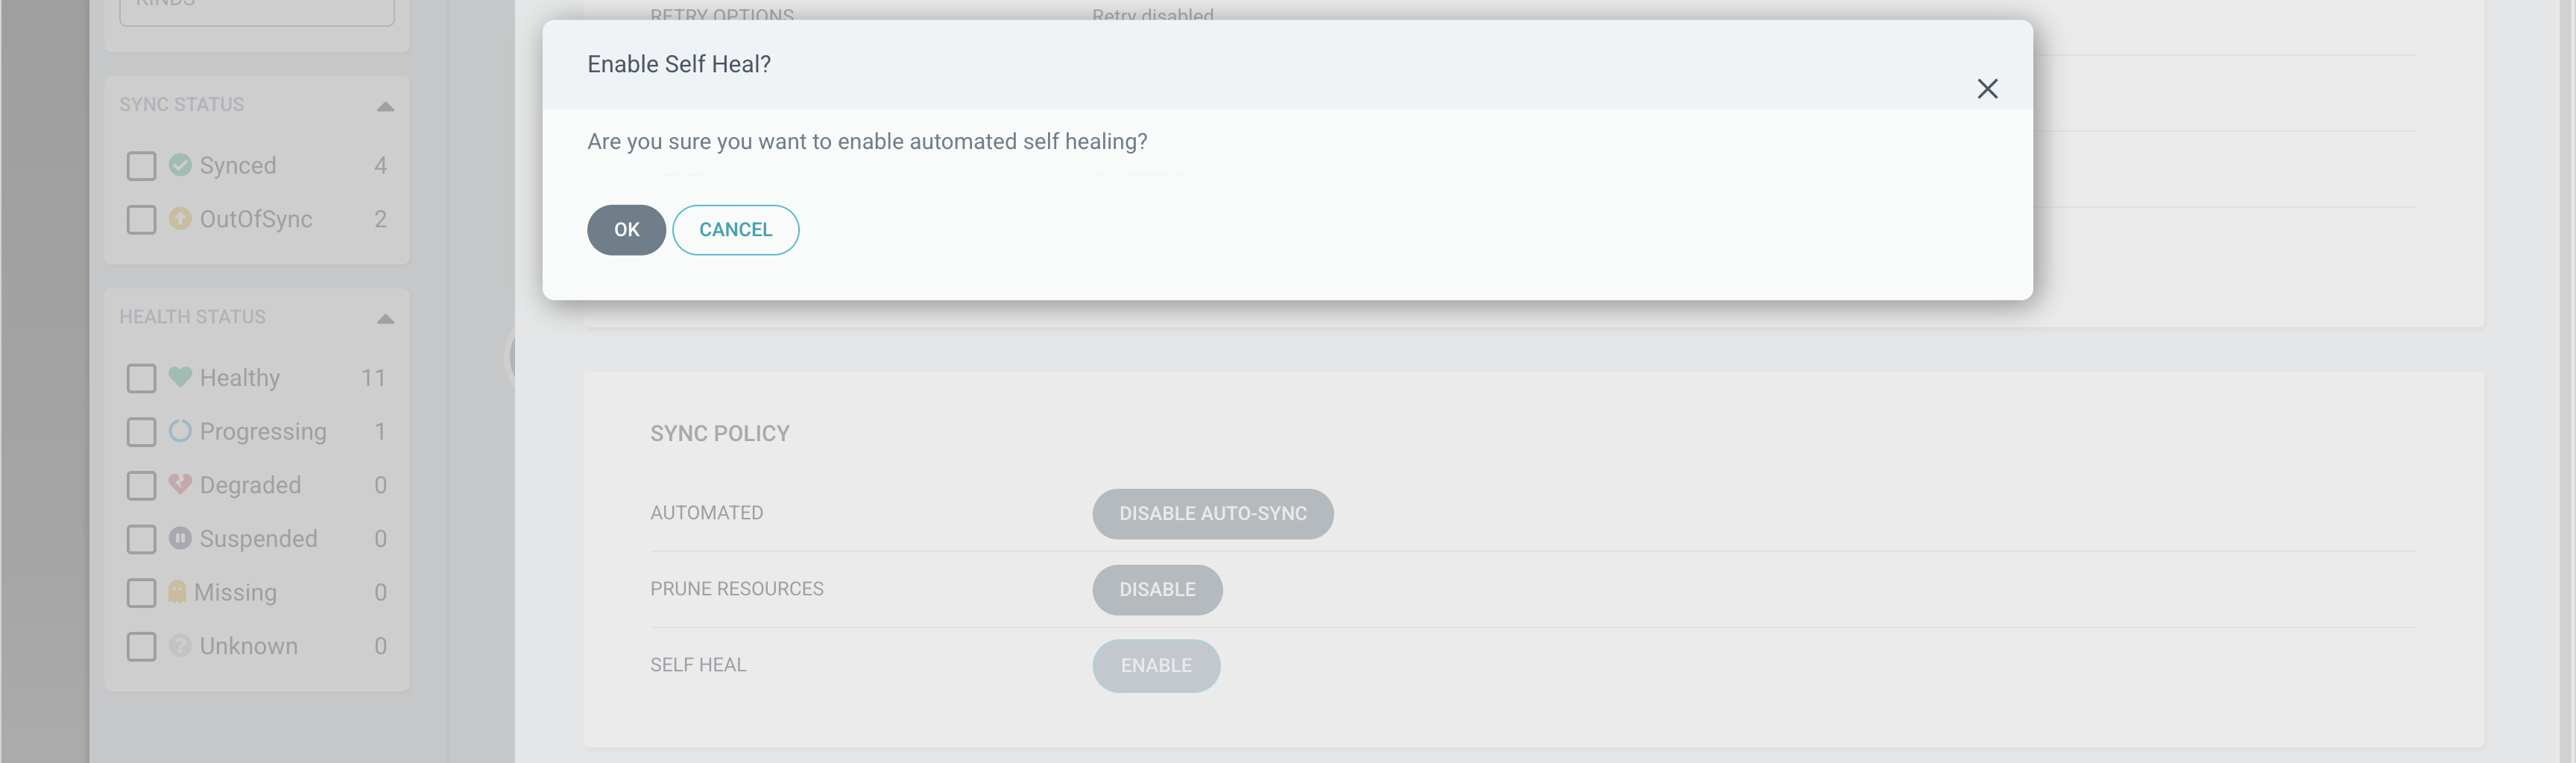 KINDS
SYNC STATUS
Synced 4
OutOfSync 2
HEALTH STATUS
Healthy 11
Progressing 1
Degraded 0
Suspended 0
Missing 0
Unknown 0
RETRY OPTIONS Retry disabled
Enable Self Heal?
Are you sure you want to enable automated self healing?
OK CANCEL
SYNC POLICY
AUTOMATED DISABLE AUTO-SYNC
PRUNE RESOURCES DISABLE
SELF HEAL ENABLE